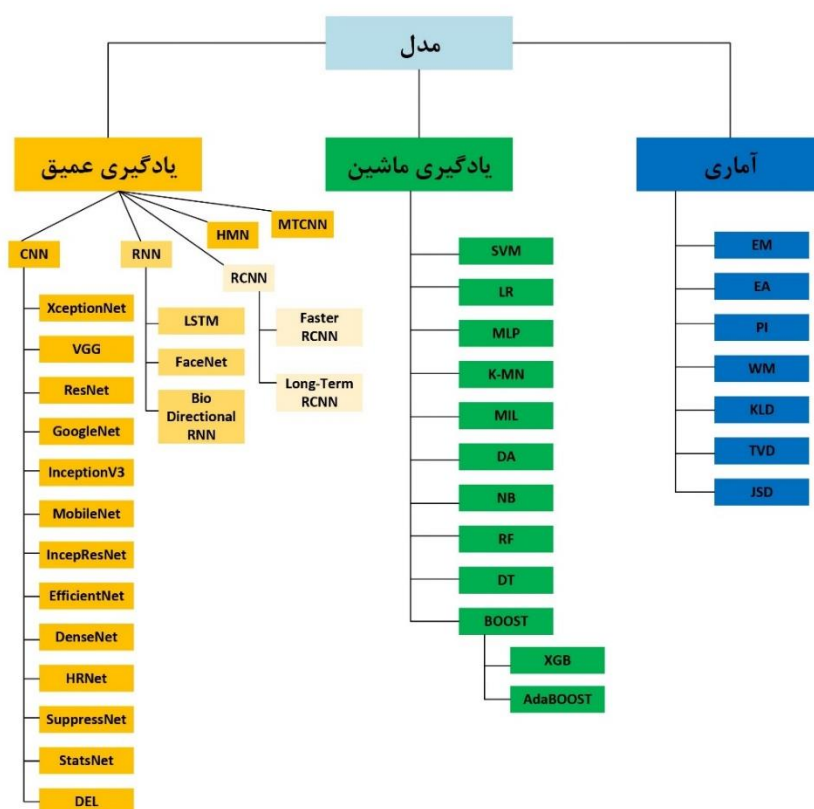 مدل
یادگیری عمیق
یادگیری ماشین
آماری
CNN
RNN
HMN
MTCNN
RCNN
XceptionNet
VGG
ResNet
GoogleNet
InceptionV3
MobileNet
IncepResNet
EfficientNet
DenseNet
HRNet
SuppressNet
StatsNet
DEL
LSTM
FaceNet
Bio
Directional
RNN
Faster
RCNN
Long-Term
RCNN
SVM
LR
MLP
K-MN
MIL
DA
NB
RF
DT
BOOST
XGB
AdaBOOST
EM
EA
PI
WM
KLD
TVD
JSD